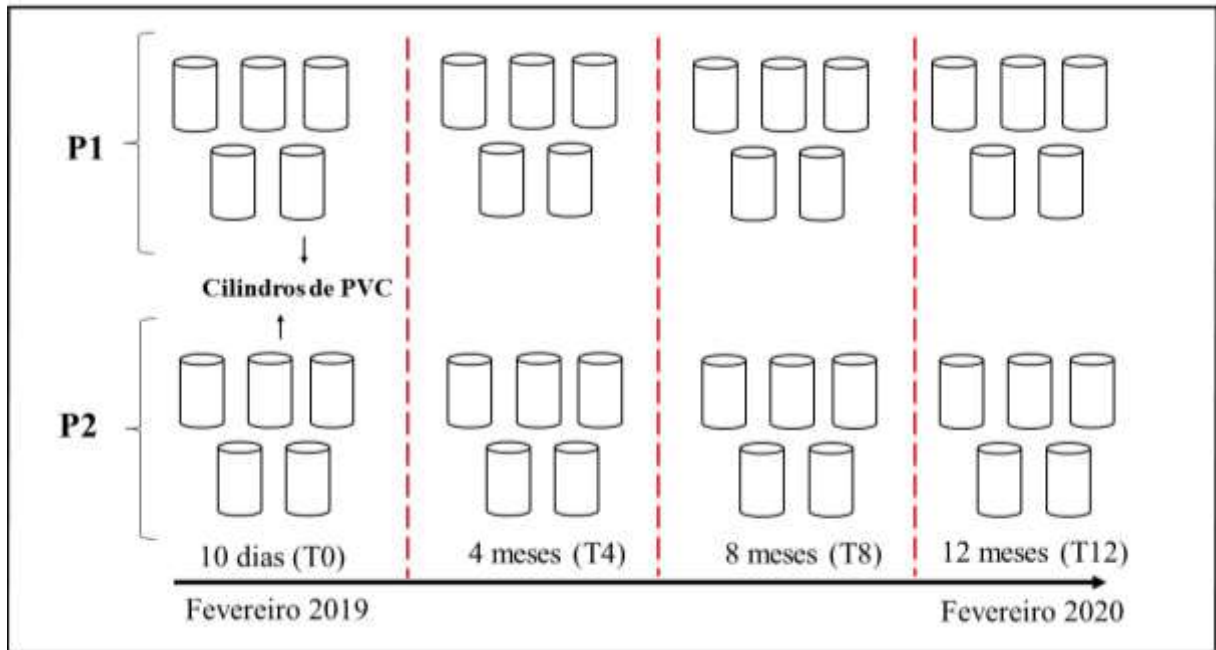 P1
Cilindros de PVC
P2
10 dias (T0)
4 meses (T4)
8 meses (T8)
12 meses (T12)
Fevereiro 2019
Fevereiro 2020